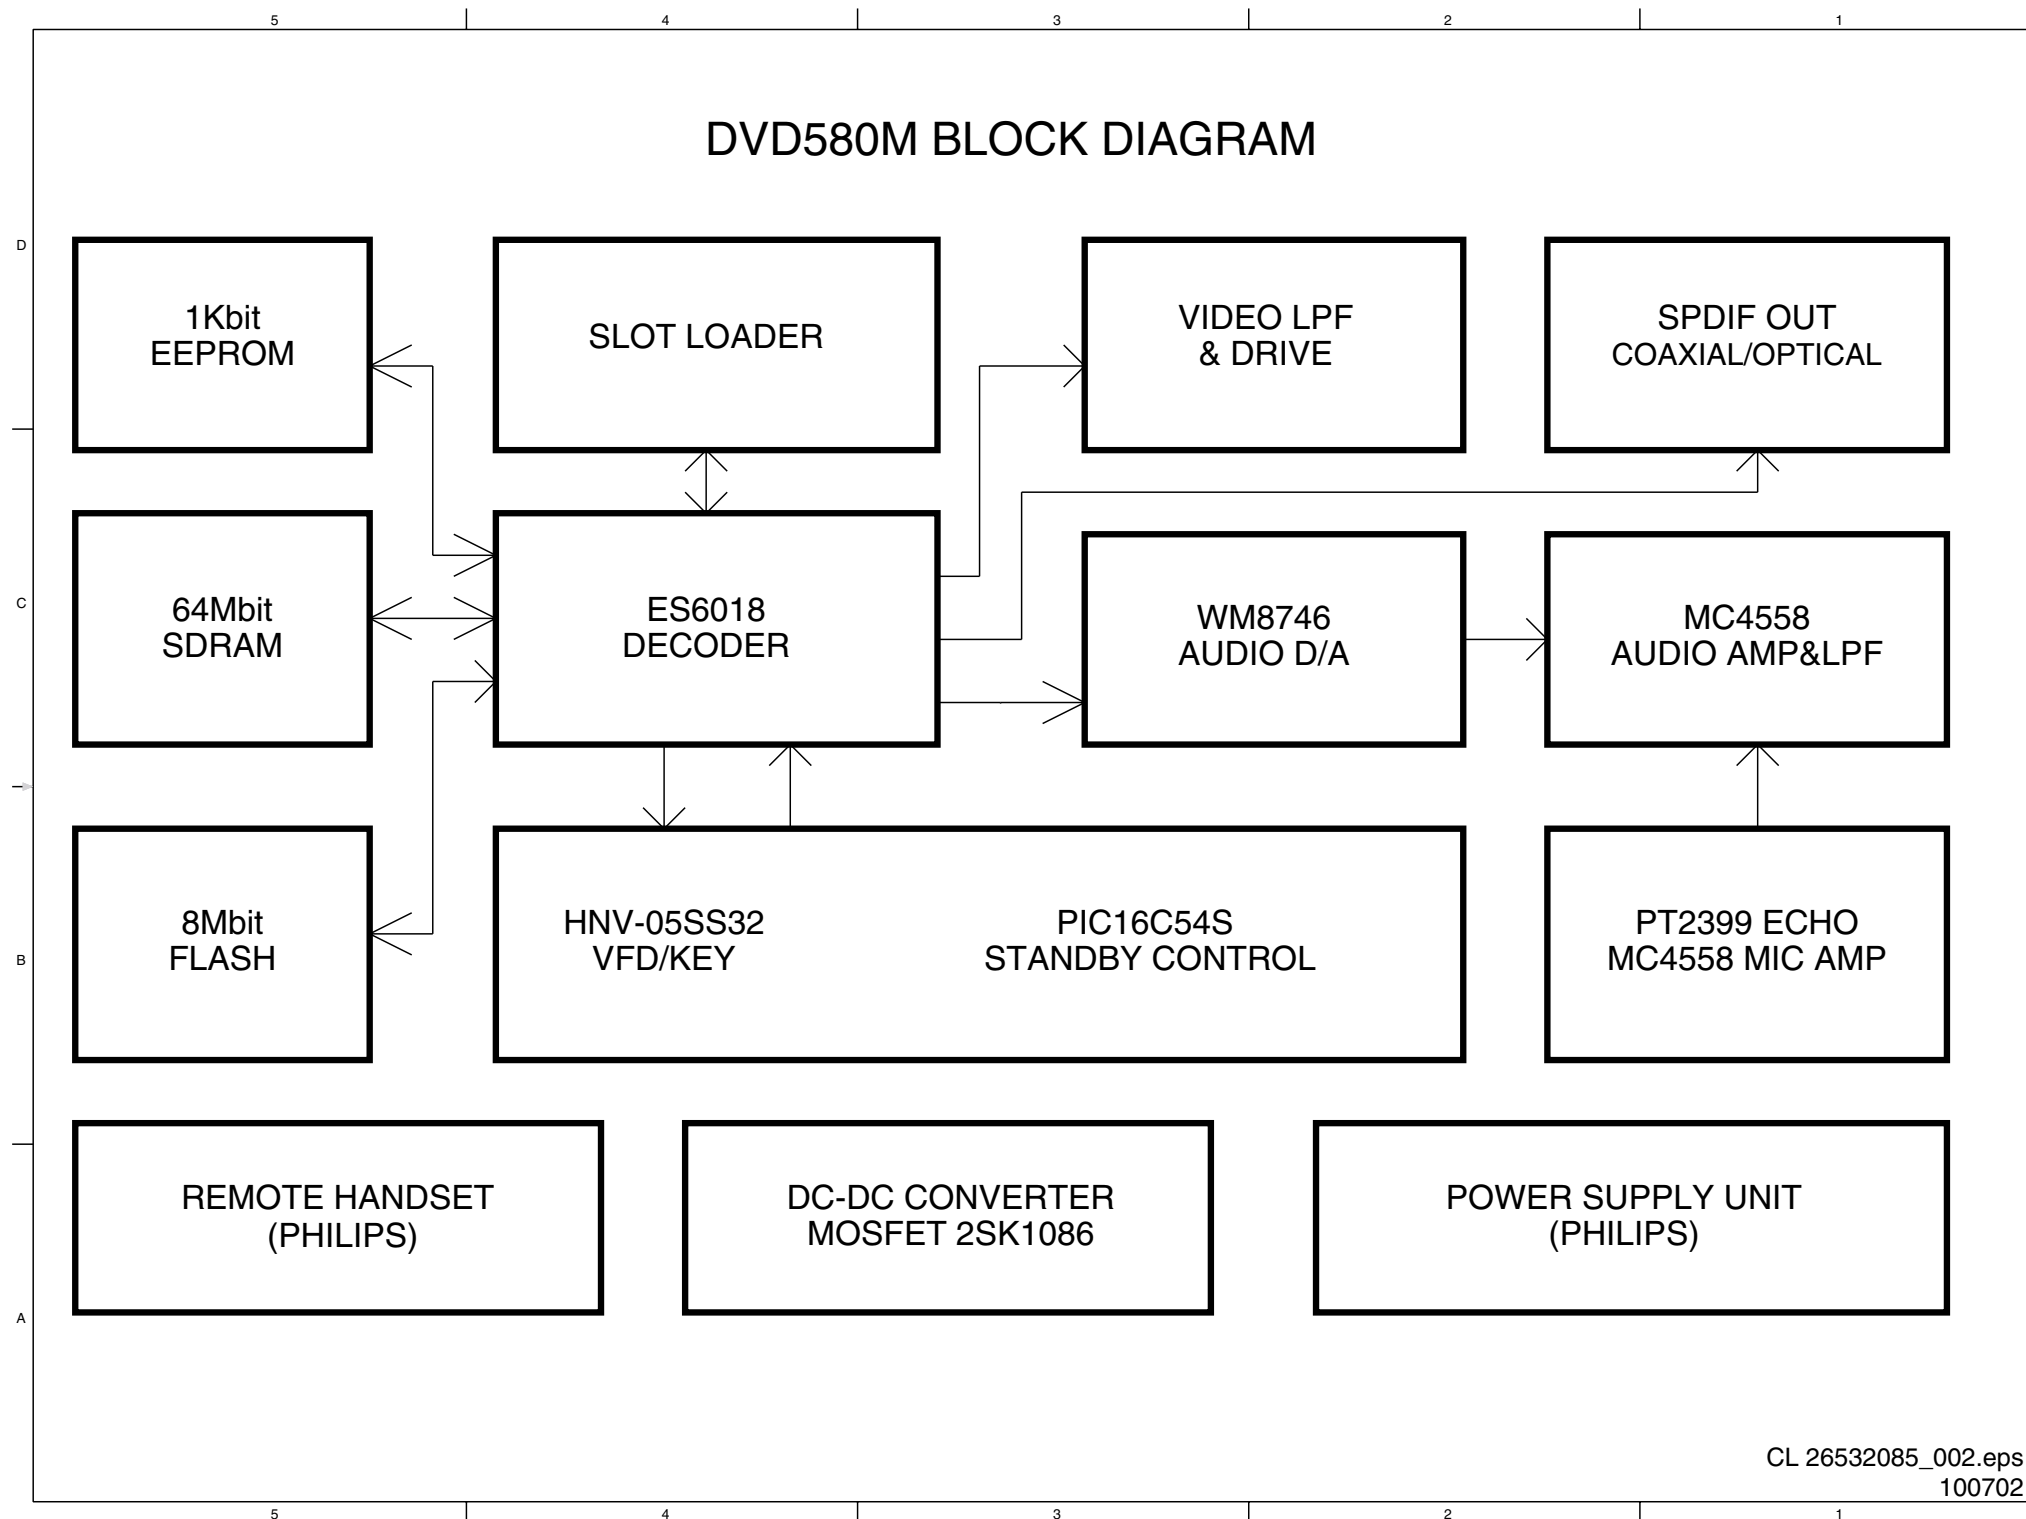 5 4 3 2 1
DVD580M BLOCK DIAGRAM
D
1Kbit
EEPROM
SLOT LOADER
VIDEO LPF
& DRIVE
SPDIF OUT
COAXIAL/OPTICAL
C
64Mbit
SDRAM
ES6018
DECODER
WM8746
AUDIO D/A
MC4558
AUDIO AMP&LPF
B
8Mbit
FLASH
HNV-05SS32
VFD/KEY
PIC16C54S
STANDBY CONTROL
PT2399 ECHO
MC4558 MIC AMP
REMOTE HANDSET
(PHILIPS)
DC-DC CONVERTER
MOSFET 2SK1086
POWER SUPPLY UNIT
(PHILIPS)
A
CL 26532085_002.eps
100702
5 4 3 2 1